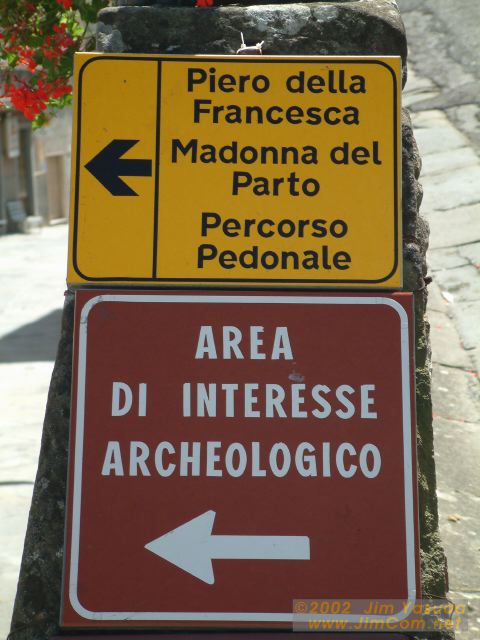 Piero della
Francesca
Madonna del
Parto
Percorso
Pedonale
AREA
DI INTERESSE
ARCHEOLOGICO
©2002 Jim Yasuda
www.JimCom.net